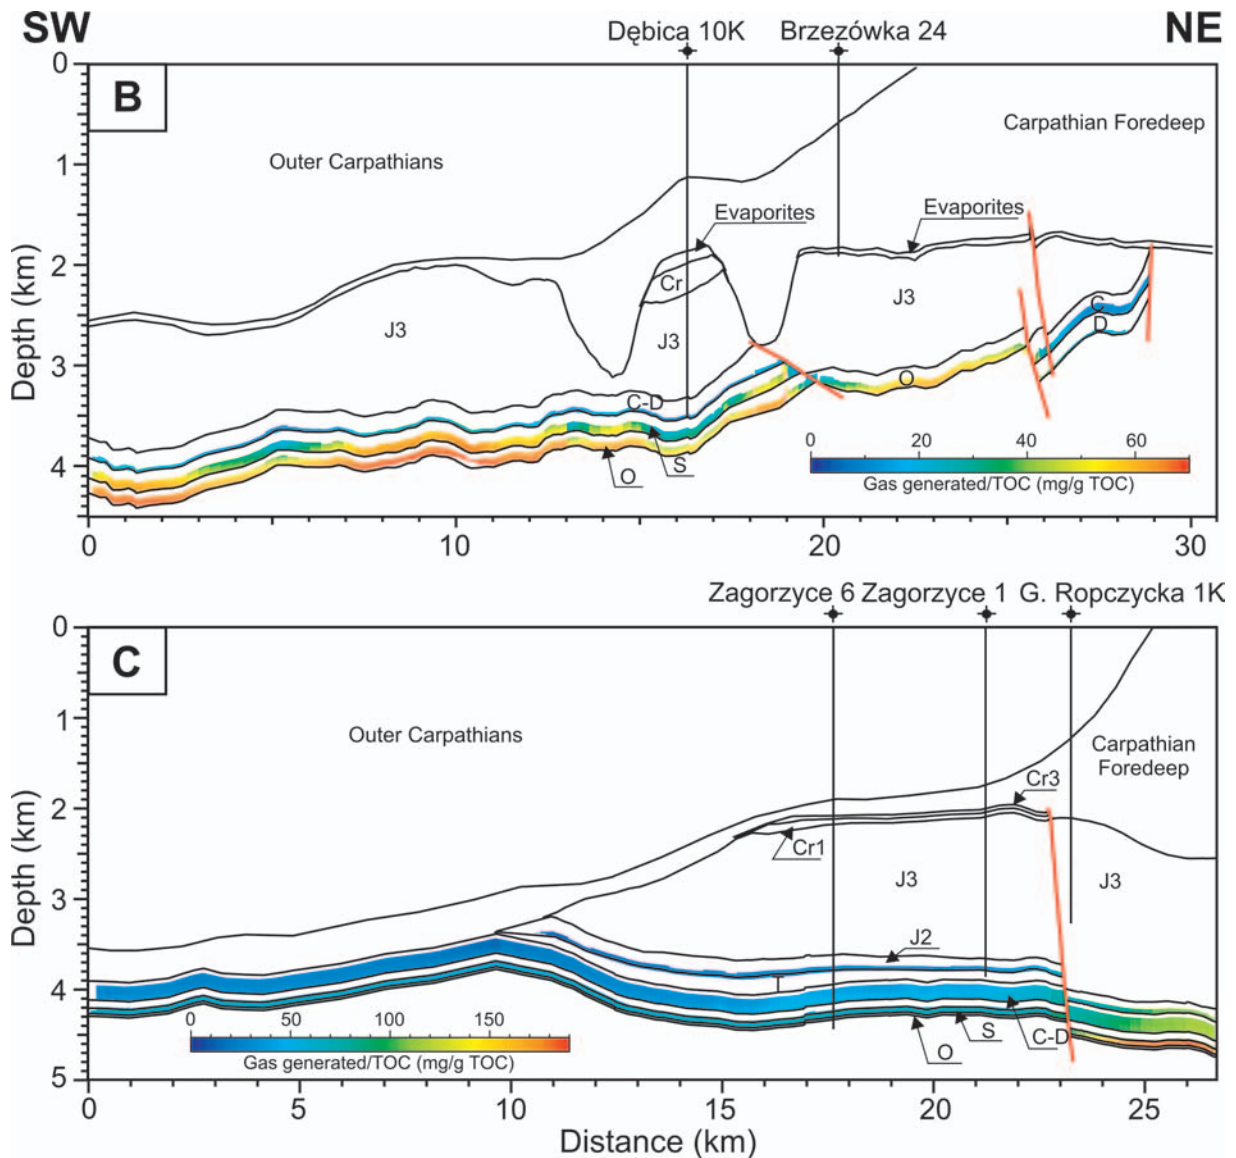 SW
Dębica 10K
Brzezówka 24
NE
0
B
Carpathian Foredeep
Outer Carpathians
1
Evaporites
Evaporites
2
Cr
J3
J3
J3
C
D
3
C-D
O
S
O
4
0 20 40 60
Gas generated/TOC (mg/g TOC)
Depth (km)
0 10 20 30
Zagorzyce 6
Zagorzyce 1
G. Ropczycka 1K
0
C
1
Outer Carpathians
Carpathian
Foredeep
Cr3
2
Cr1
J3
J3
3
J2
T
4
0 50 100 150
Gas generated/TOC (mg/g TOC)
O
S
C-D
5
Depth (km)
0 5 10 15 20 25
Distance (km)